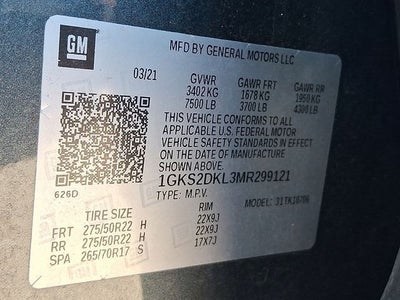 GM
MFD BY GENERAL MOTORS LLC
03/21 GVWR GAWR FRT GAWR RR
3402 KG 1678 KG 1950 KG
7500 LB 3700 LB 4300 LB
THIS VEHICLE CONFORMS TO ALL
APPLICABLE U.S. FEDERAL MOTOR
VEHICLE SAFETY STANDARDS IN EFFECT
ON THE DATE OF MANUFACTURE
SHOWN ABOVE.
1GKS2DKL3MR299121
626D TYPE: M.P.V.
TIRE SIZE RIM
FRT 275/50R22 H 22X9J
RR 275/50R22 H 22X9J
SPA 265/70R17 S 17X7J